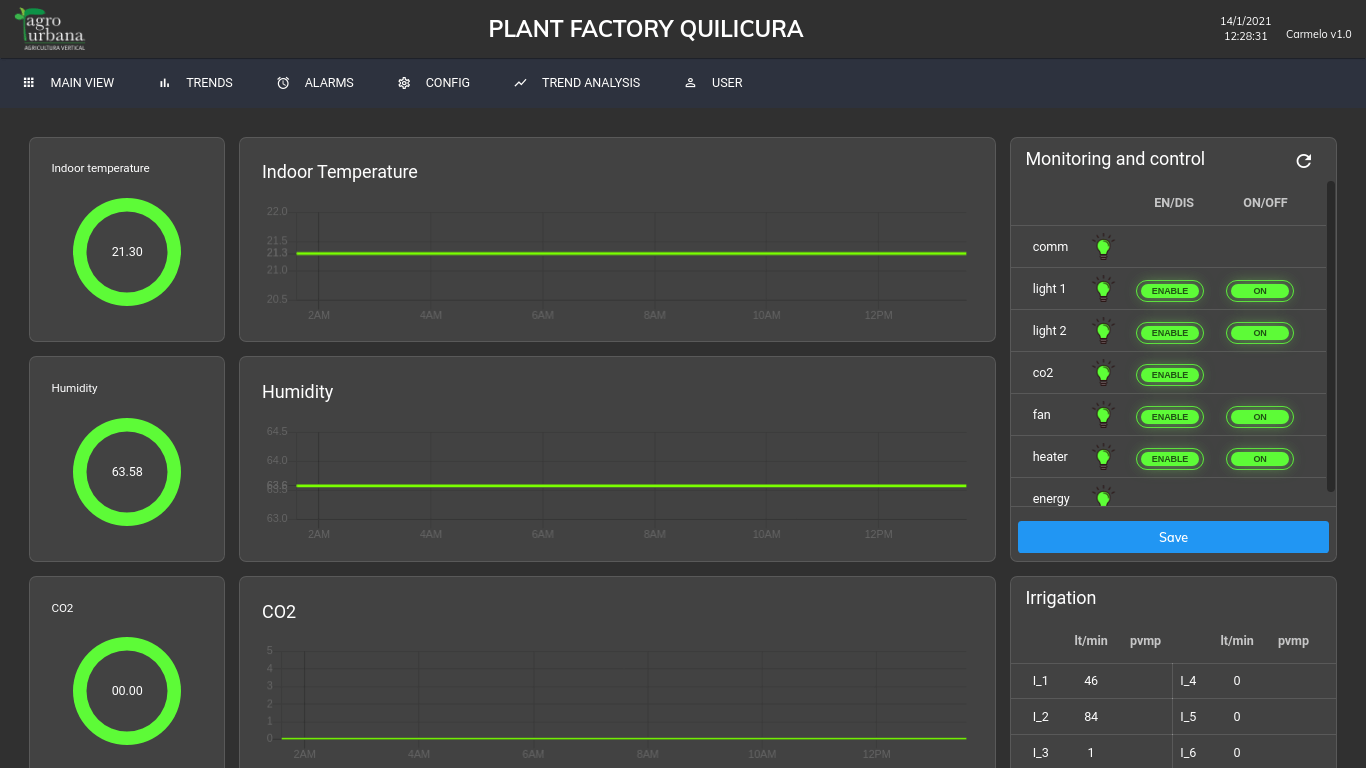 agro
urbana
AGRICULTURA VERTICAL
PLANT FACTORY QUILICURA
14/1/2021
12:28:31
Carmelo v1.0
MAIN VIEW
TRENDS
ALARMS
CONFIG
TREND ANALYSIS
USER
Indoor temperature
21.30
Indoor Temperature
22.0
21.5
21.3
21.0
20.5
2AM 4AM 6AM 8AM 10AM 12PM
Monitoring and control
EN/DIS ON/OFF
comm
light 1 ENABLE ON
light 2 ENABLE ON
co2 ENABLE
fan ENABLE ON
heater ENABLE ON
energy
Save
Humidity
63.58
Humidity
64.5
64.0
63.6
63.5
63.0
2AM 4AM 6AM 8AM 10AM 12PM
CO2
00.00
CO2
5
4
3
2
1
0
2AM 4AM 6AM 8AM 10AM 12PM
Irrigation
lt/min pvmp lt/min pvmp
I_1 46 I_4 0
I_2 84 I_5 0
I_3 1 I_6 0